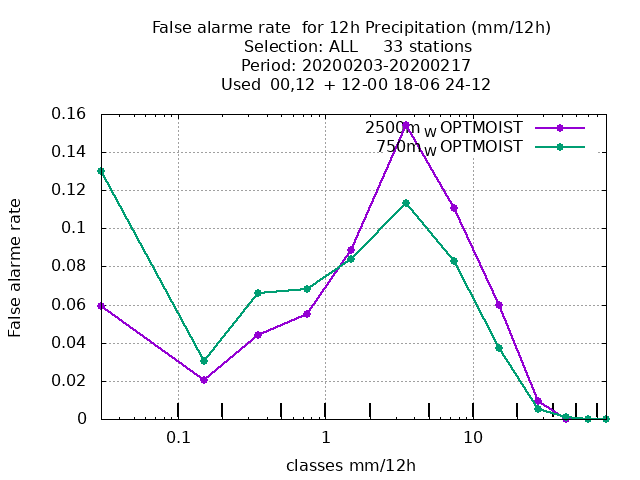 False alarme rate  for 12h Precipitation (mm/12h)
Selection: ALL     33 stations
Period: 20200203-20200217
Used  00,12  + 12-00 18-06 24-12
0.16
0.14
0.12
0.1
0.08
0.06
0.04
0.02
0
False alarme rate
2500m W OPTMOIST
750m W OPTMOIST
0.1
1
10
classes mm/12h